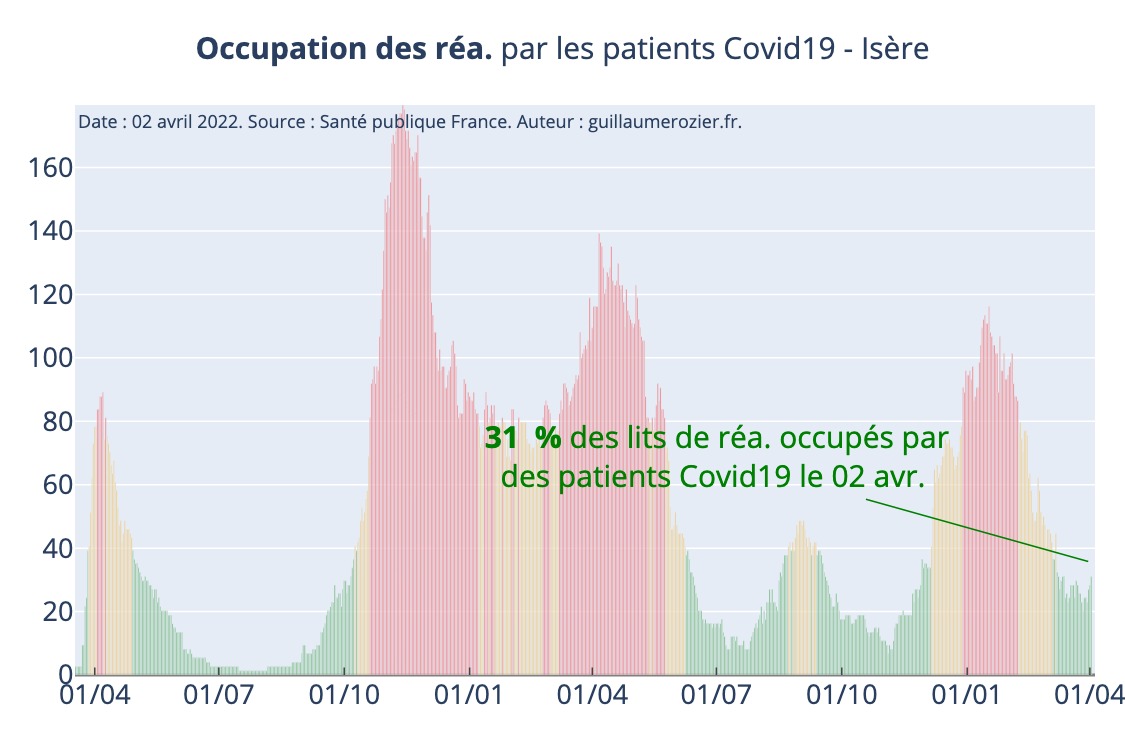 Occupation des réa. par les patients Covid19 - Isère
Date : 02 avril 2022. Source : Santé publique France. Auteur : guillaumerozier.fr.
160
140
120
100
80
31  % des lits de réa. occupés par
des patients Covid19 le 02 avr.
60
40
20
0
01/04 01/07 01/10 01/01 01/04 01/07 01/10 01/01 01/04